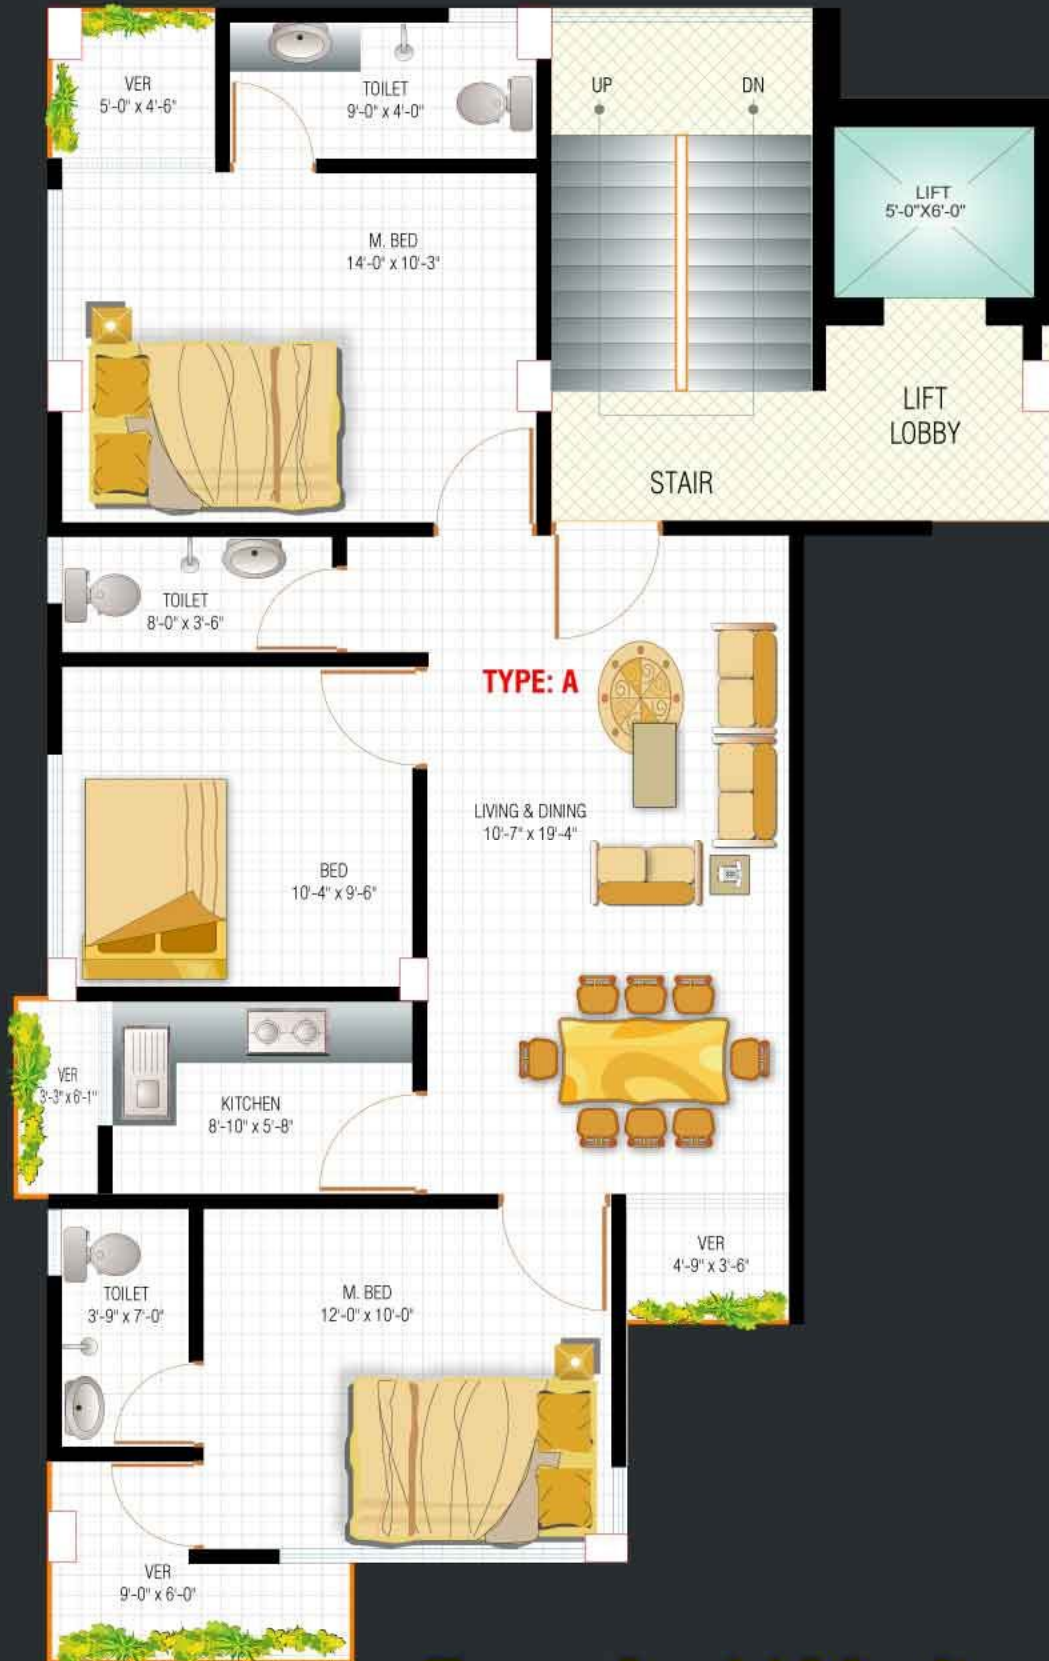 VER
5'-0" x 4'-6"
TOILET
9'-0" x 4'-0"
UP
DN
LIFT
5'-0"X6'-0"
M. BED
14'-0" x 10'-3"
LIFT
LOBBY
STAIR
TOILET
8'-0" x 3'-6"
TYPE: A
LIVING & DINING
10'-7" x 19'-4"
BED
10'-4" x 9'-6"
VER
3'-3" x 6'-1"
KITCHEN
8'-10" x 5'-8"
VER
4'-9" x 3'-6"
TOILET
3'-9" x 7'-0"
M. BED
12'-0" x 10'-0"
VER
9'-0" x 6'-0"